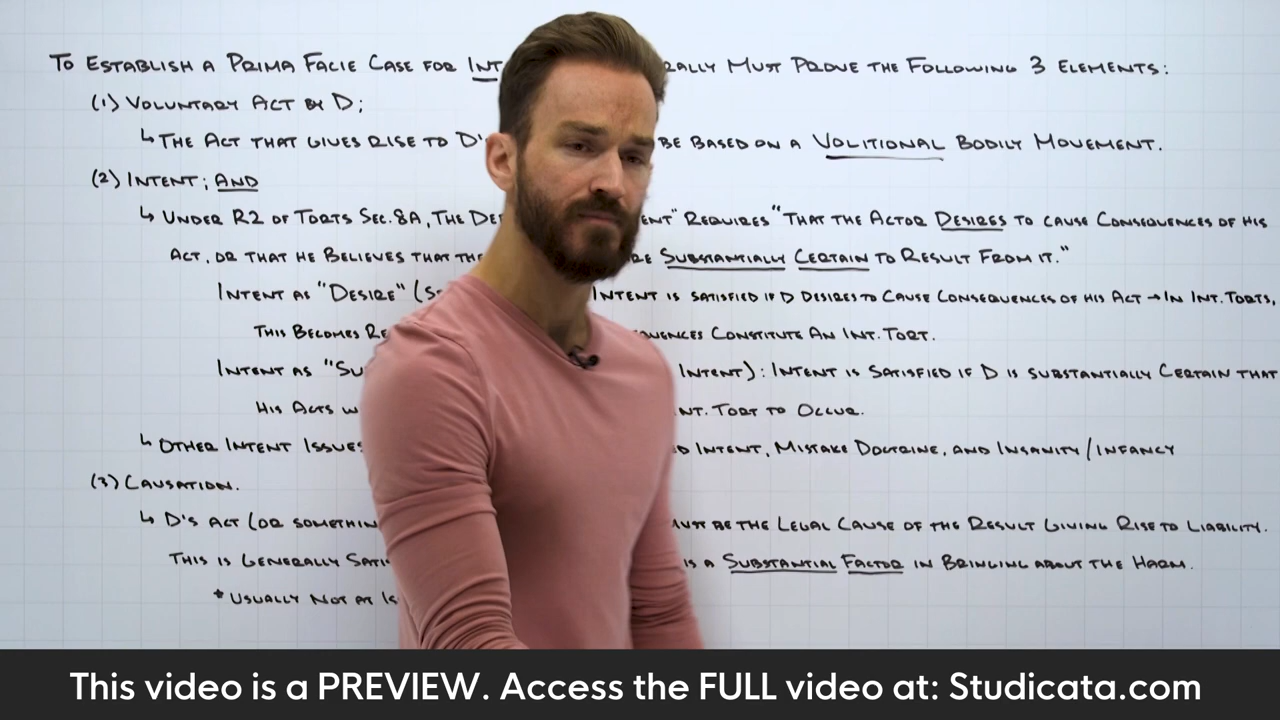 To Establish a Prima Facie Case for Int rally Must Prove the Following 3 Elements:
(1) Voluntary Act by D;
↳ The Act that gives rise to D' be based on a Volitional Bodily Movement.
(2) Intent; and
↳ Under R2 of Torts Sec. 8A, The De ent" Requires "that the Actor Desires to cause Consequences of his
Act, or that he Believes that the re Substantially Certain to Result From it."
Intent as "Desire" (S Intent is satisfied if D desires to Cause Consequences of his Act → In Int. Torts,
this Becomes Re uences Constitute an Int. Tort.
Intent as "Su Intent): Intent is Satisfied if D is substantially Certain that
his Acts w nt. Tort to Occur.
↳ Other Intent Issues d Intent, Mistake Doctrine, and Insanity/Infancy
(3) Causation.
↳ D's Act (or somethin ust be the Legal Cause of the Result Giving Rise to Liability.
This is Generally Sati is a Substantial Factor in Bringing about the Harm.
* Usually Not at Is
This video is a PREVIEW. Access the FULL video at: Studicata.com